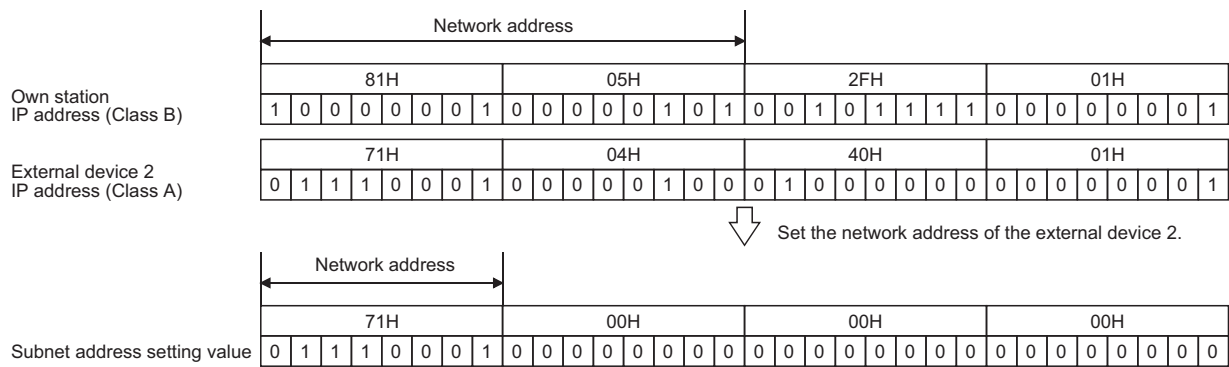 Network address
81H 05H 2FH 01H
Own station
IP address (Class B)
1 0 0 0 0 0 0 1 0 0 0 0 0 1 0 1 0 0 1 0 1 1 1 1 0 0 0 0 0 0 0 1
71H 04H 40H 01H
External device 2
IP address (Class A)
0 1 1 1 0 0 0 1 0 0 0 0 0 1 0 0 0 1 0 0 0 0 0 0 0 0 0 0 0 0 0 1
Set the network address of the external device 2.
Network address
71H 00H 00H 00H
Subnet address setting value 0 1 1 1 0 0 0 1 0 0 0 0 0 0 0 0 0 0 0 0 0 0 0 0 0 0 0 0 0 0 0 0